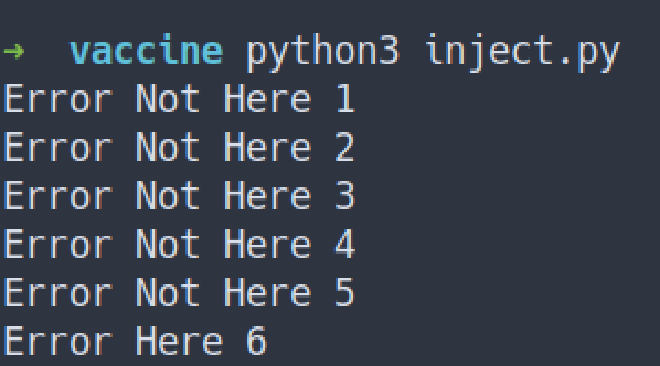 ➜ vaccine python3 inject.py
Error Not Here 1
Error Not Here 2
Error Not Here 3
Error Not Here 4
Error Not Here 5
Error Here 6